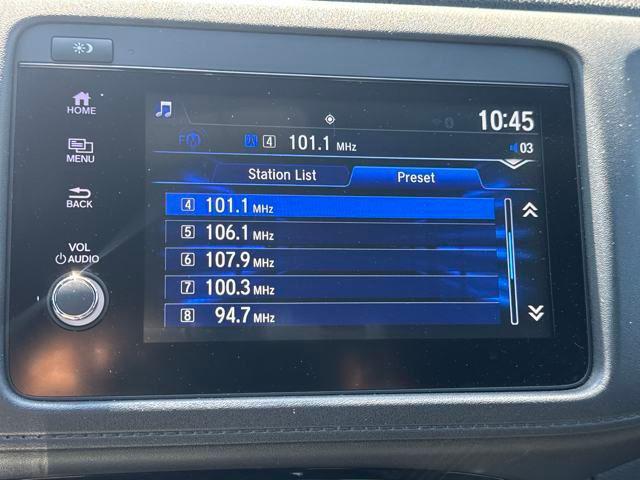 HOME
MENU
BACK
VOL
AUDIO
10:45
FM 4 101.1 MHz 03
Station List Preset
4 101.1 MHz
5 106.1 MHz
6 107.9 MHz
7 100.3 MHz
8 94.7 MHz